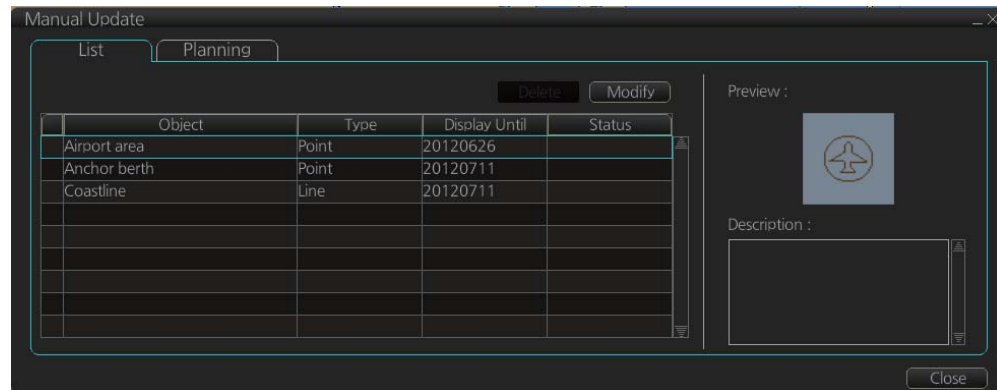 Manual Update
List Planning
Delete Modify
Preview :
Object Type Display Until Status
Airport area Point 20120626
Anchor berth Point 20120711
Coastline Line 20120711
Description :
Close